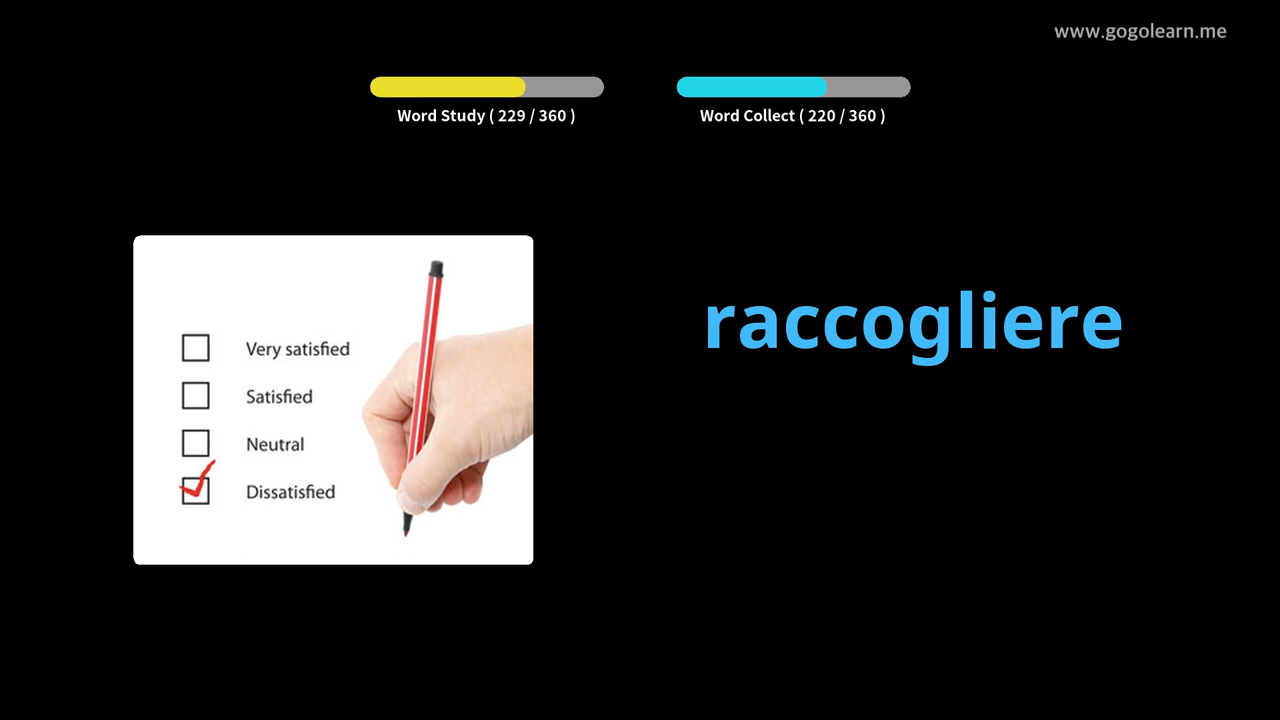 www.gogolearn.me
Word Study ( 229 / 360 )
Word Collect ( 220 / 360 )
Very satisfied
Satisfied
Neutral
Dissatisfied
raccogliere